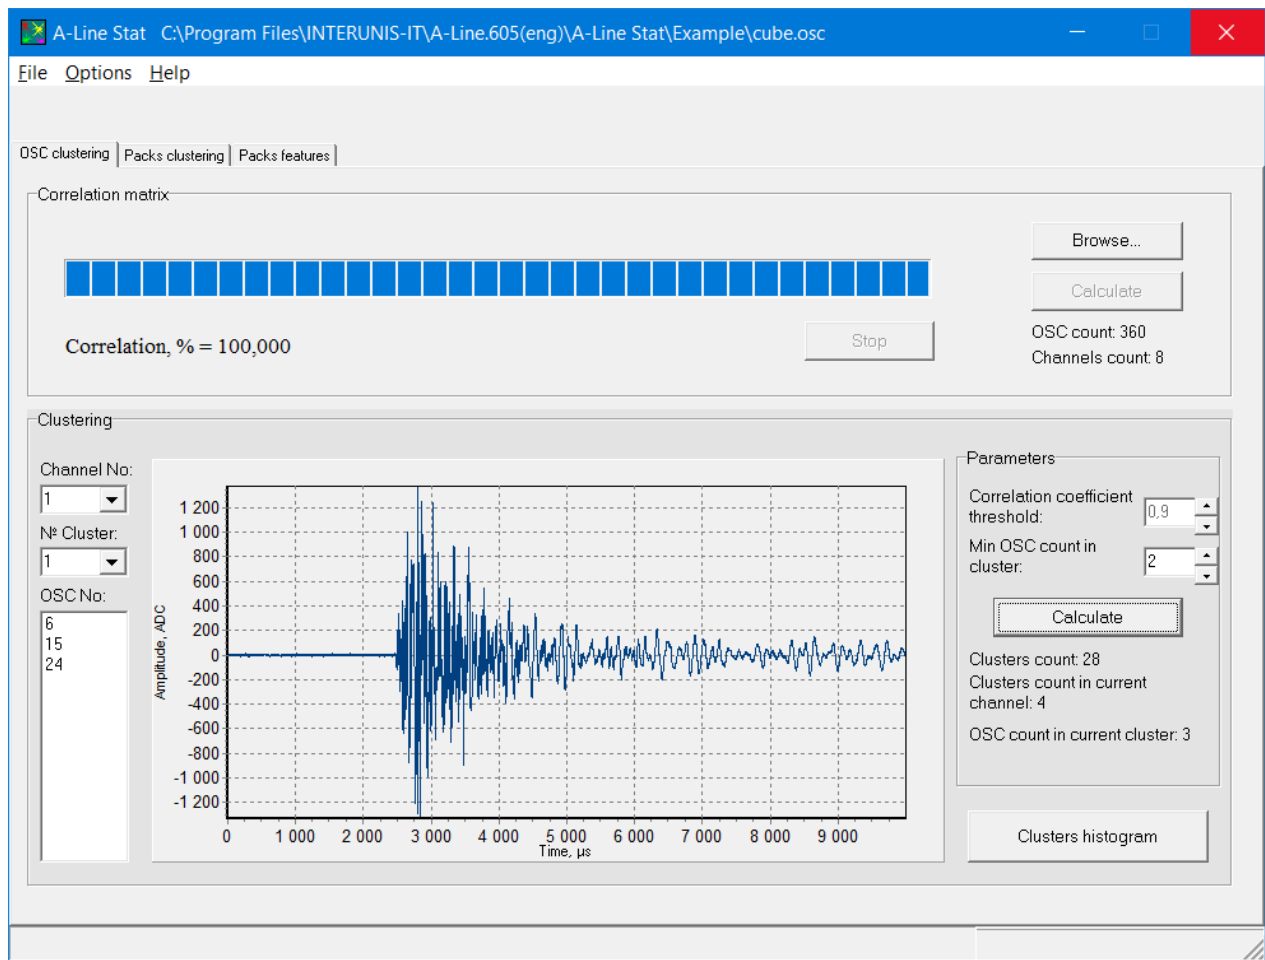 A-Line Stat C:\Program Files\INTERUNIS-IT\A-Line.605(eng)\A-Line Stat\Example\cube.osc
File Options Help
OSC clustering Packs clustering Packs features
Correlation matrix
Browse...
Calculate
Stop
Correlation, % = 100,000
OSC count: 360
Channels count: 8
Clustering
Channel No:
1
№ Cluster:
1
OSC No:
6
15
24
Amplitude, ADC
1 200
1 000
800
600
400
200
0
-200
-400
-600
-800
-1 000
-1 200
0 1 000 2 000 3 000 4 000 5 000 6 000 7 000 8 000 9 000
Time, µs
Parameters
Correlation coefficient
threshold:
0,9
Min OSC count in
cluster:
2
Calculate
Clusters count: 28
Clusters count in current
channel: 4
OSC count in current cluster: 3
Clusters histogram